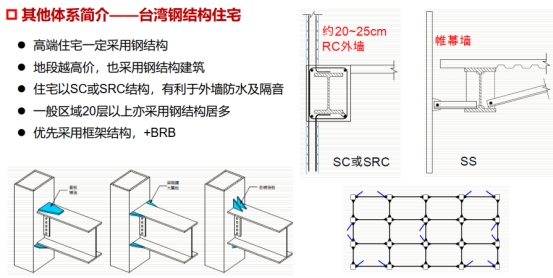 其他体系简介——台湾钢结构住宅
高端住宅一定采用钢结构
地段越高价，也采用钢结构建筑
住宅以SC或SRC结构，有利于外墙防水及隔音
一般区域20层以上亦采用钢结构居多
优先采用框架结构，+BRB
约20~25cm
RC外墙
SC或SRC
帷幕墙
SS